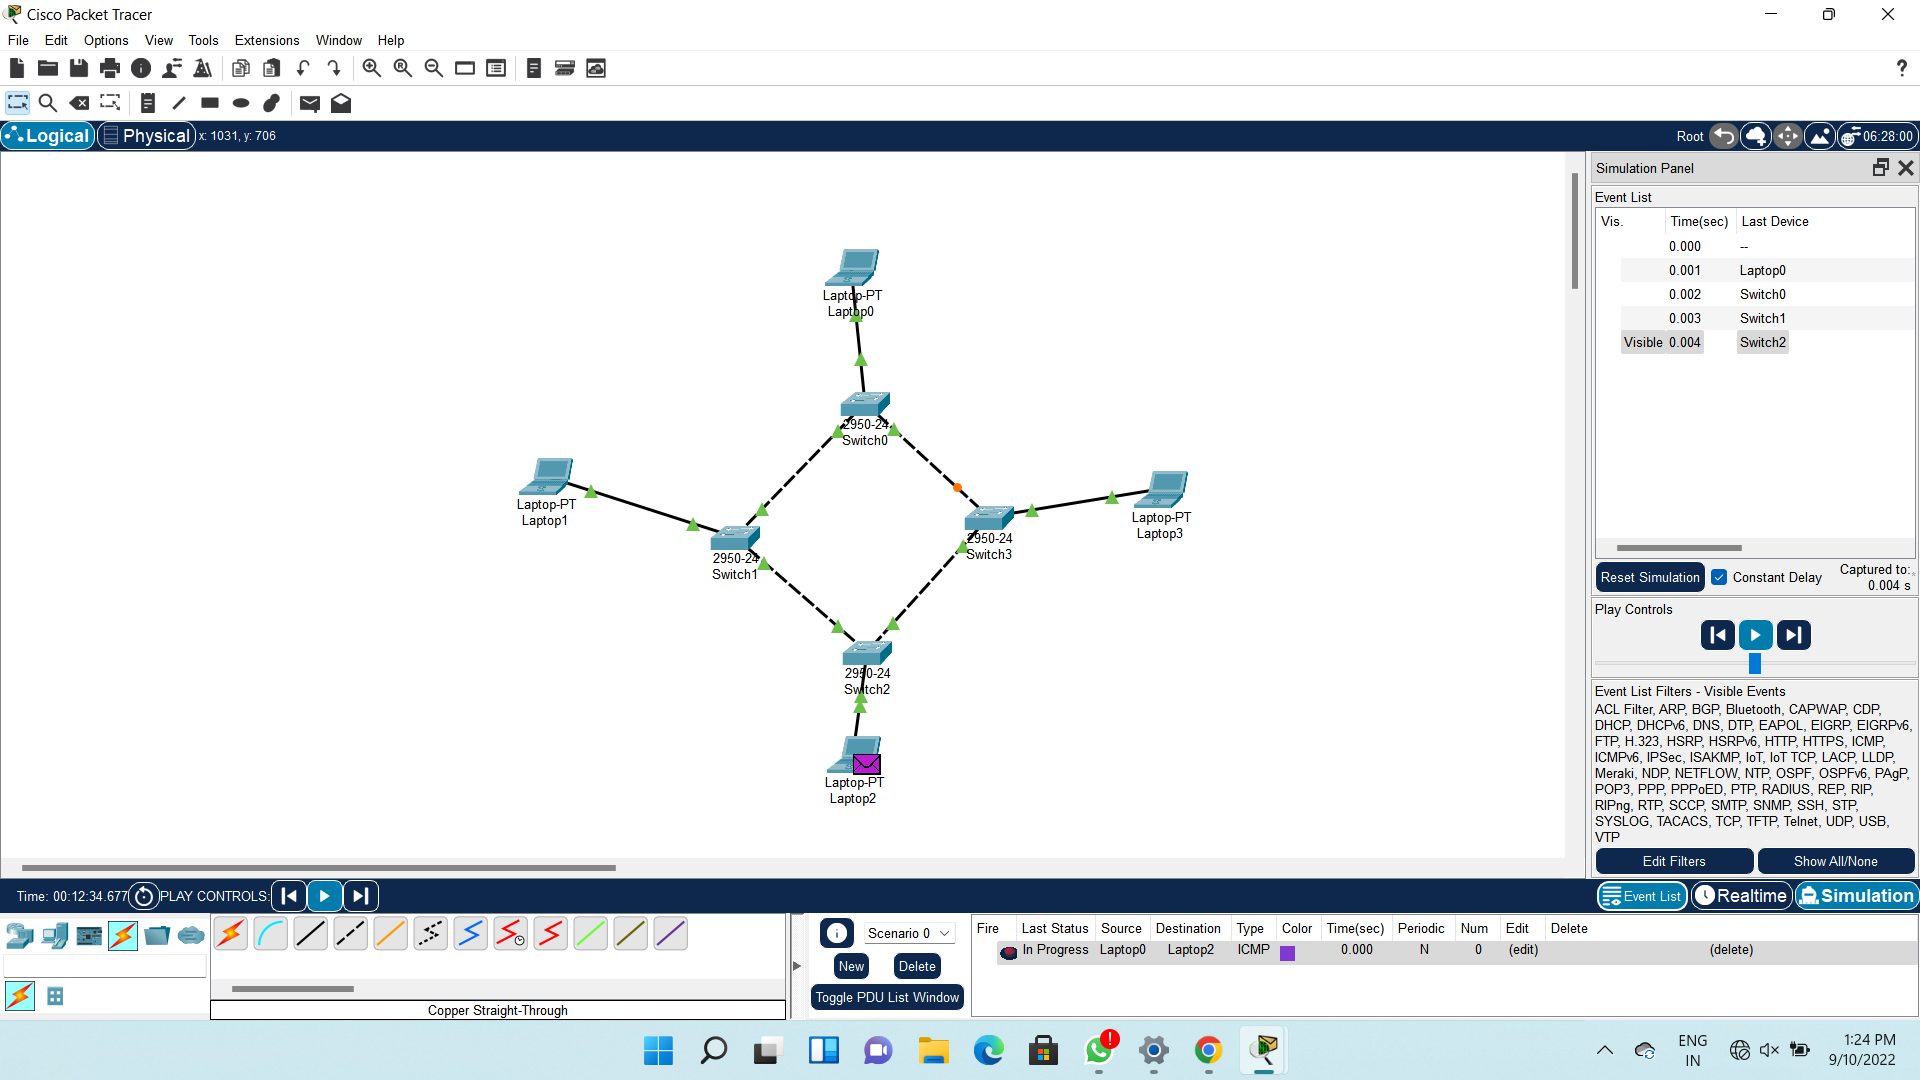 Cisco Packet Tracer
File Edit Options View Tools Extensions Window Help
?
Logical Physical x: 1031, y: 706
Root 06:28:00
Simulation Panel
Event List
Vis. Time(sec) Last Device
0.000 --
0.001 Laptop0
0.002 Switch0
0.003 Switch1
Visible 0.004 Switch2
Reset Simulation Constant Delay Captured to:
0.004 s
Play Controls
Event List Filters - Visible Events
ACL Filter, ARP, BGP, Bluetooth, CAPWAP, CDP,
DHCP, DHCPv6, DNS, DTP, EAPOL, EIGRP, EIGRPv6,
FTP, H.323, HSRP, HSRPv6, HTTP, HTTPS, ICMP,
ICMPv6, IPSec, ISAKMP, IoT, IoT TCP, LACP, LLDP,
Meraki, NDP, NETFLOW, NTP, OSPF, OSPFv6, PAgP,
POP3, PPP, PPPoED, PTP, RADIUS, REP, RIP,
RIPng, RTP, SCCP, SMTP, SNMP, SSH, STP,
SYSLOG, TACACS, TCP, TFTP, Telnet, UDP, USB,
VTP
Edit Filters Show All/None
Laptop-PT
Laptop0
2950-24
Switch0
Laptop-PT
Laptop1
2950-24
Switch1
2950-24
Switch3
Laptop-PT
Laptop3
2950-24
Switch2
Laptop-PT
Laptop2
Time: 00:12:34.677 PLAY CONTROLS:
Event List Realtime Simulation
Copper Straight-Through
Scenario 0
New Delete
Toggle PDU List Window
Fire Last Status Source Destination Type Color Time(sec) Periodic Num Edit Delete
In Progress Laptop0 Laptop2 ICMP 0.000 N 0 (edit) (delete)
ENG
IN
1:24 PM
9/10/2022